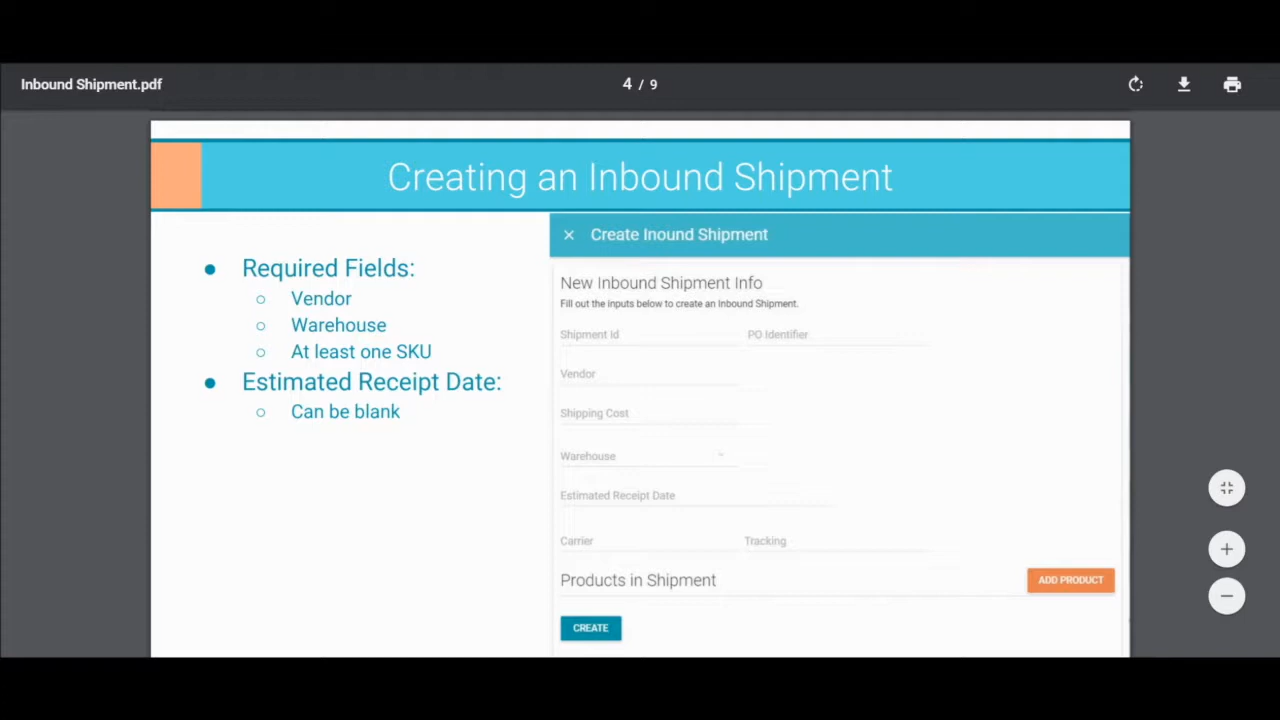 Inbound Shipment.pdf
4 / 9
Creating an Inbound Shipment
● Required Fields:
○ Vendor
○ Warehouse
○ At least one SKU
● Estimated Receipt Date:
○ Can be blank
× Create Inound Shipment
New Inbound Shipment Info
Fill out the inputs below to create an Inbound Shipment.
Shipment Id PO Identifier
Vendor
Shipping Cost
Warehouse
Estimated Receipt Date
Carrier Tracking
Products in Shipment ADD PRODUCT
CREATE